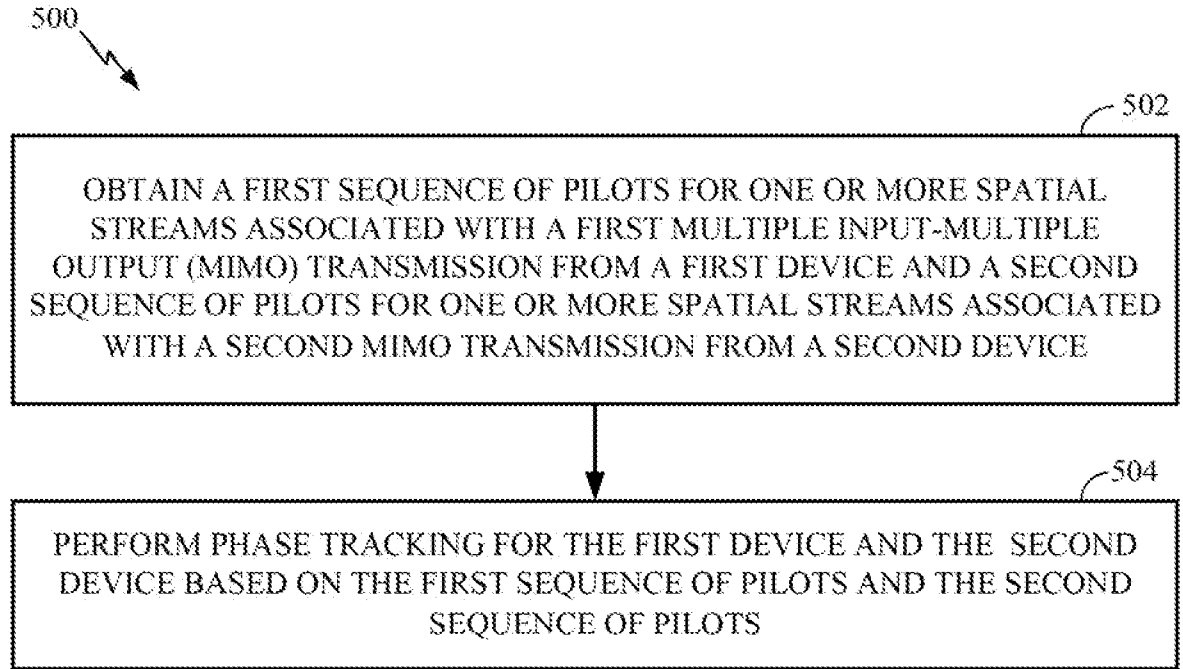 500
502
OBTAIN A FIRST SEQUENCE OF PILOTS FOR ONE OR MORE SPATIAL
STREAMS ASSOCIATED WITH A FIRST MULTIPLE INPUT-MULTIPLE
OUTPUT (MIMO) TRANSMISSION FROM A FIRST DEVICE AND A SECOND
SEQUENCE OF PILOTS FOR ONE OR MORE SPATIAL STREAMS ASSOCIATED
WITH A SECOND MIMO TRANSMISSION FROM A SECOND DEVICE
504
PERFORM PHASE TRACKING FOR THE FIRST DEVICE AND THE SECOND
DEVICE BASED ON THE FIRST SEQUENCE OF PILOTS AND THE SECOND
SEQUENCE OF PILOTS